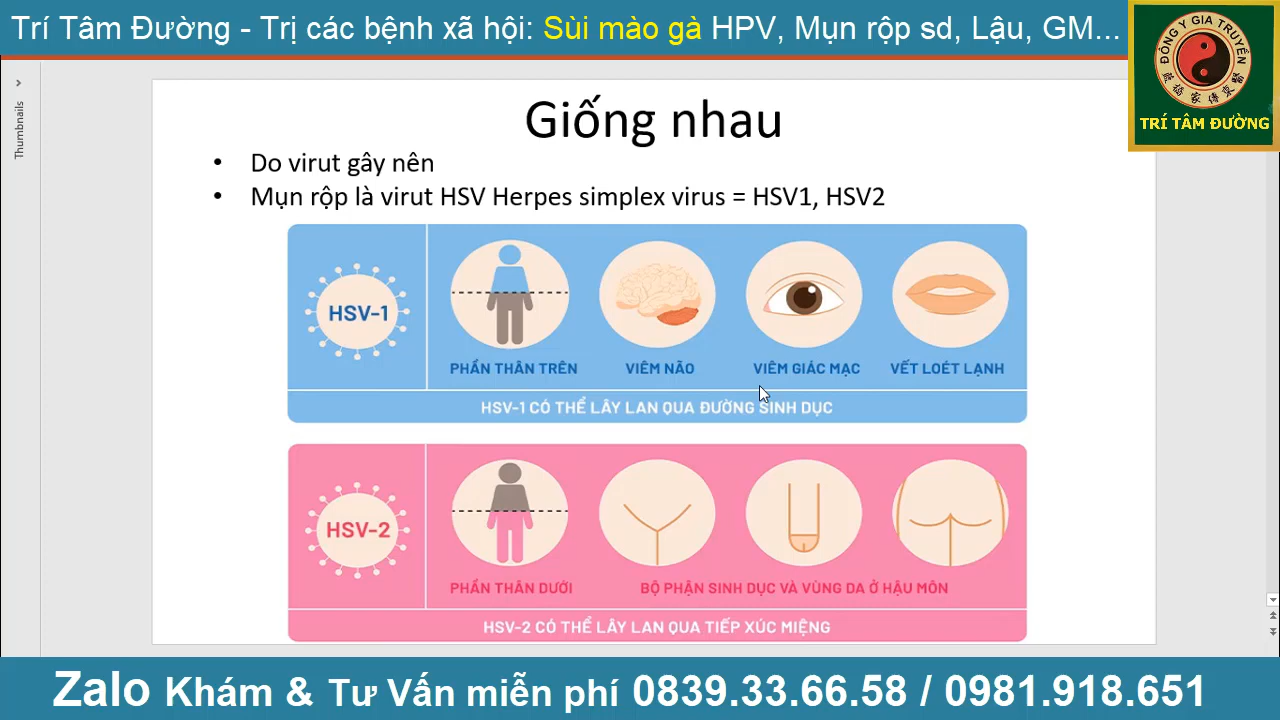 Trí Tâm Đường - Trị các bệnh xã hội: Sùi mào gà HPV, Mụn rộp sd, Lậu, GM...
ĐÔNG Y GIA TRUYỀN
TRÍ TÂM ĐƯỜNG
Thumbnails
Giống nhau
• Do virut gây nên
• Mụn rộp là virut HSV Herpes simplex virus = HSV1, HSV2
HSV-1
PHẦN THÂN TRÊN VIÊM NÃO VIÊM GIÁC MẠC VẾT LOÉT LẠNH
HSV-1 CÓ THỂ LÂY LAN QUA ĐƯỜNG SINH DỤC
HSV-2
PHẦN THÂN DƯỚI BỘ PHẬN SINH DỤC VÀ VÙNG DA Ở HẬU MÔN
HSV-2 CÓ THỂ LÂY LAN QUA TIẾP XÚC MIỆNG
Zalo Khám & Tư Vấn miễn phí 0839.33.66.58 / 0981.918.651